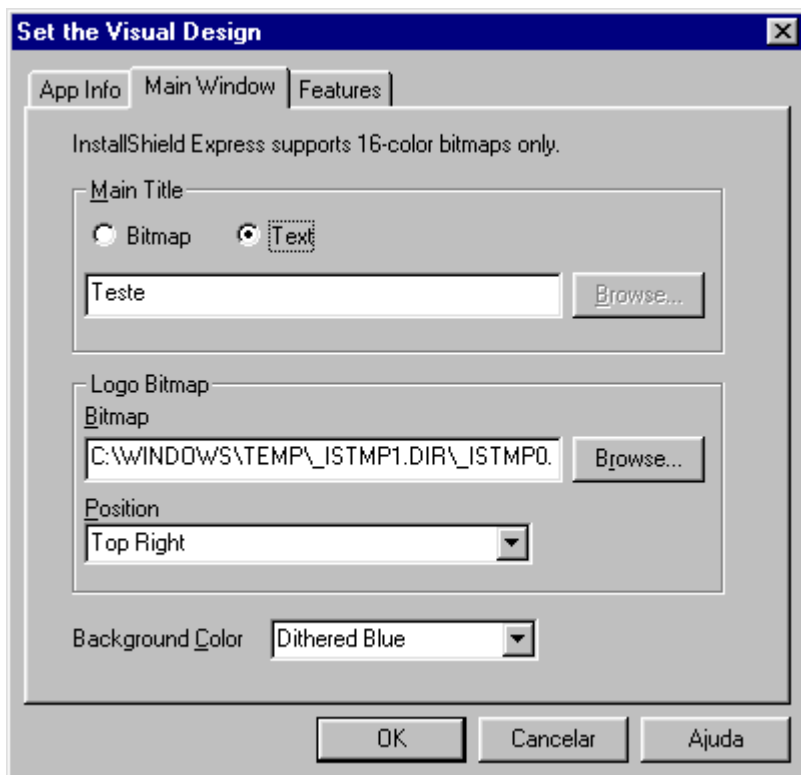 Set the Visual Design
App Info Main Window Features
InstallShield Express supports 16-color bitmaps only.
Main Title
Bitmap Text
Teste Browse...
Logo Bitmap
Bitmap
C:\WINDOWS\TEMP\_ISTMP1.DIR\_ISTMP0. Browse...
Position
Top Right
Background Color Dithered Blue
OK Cancelar Ajuda